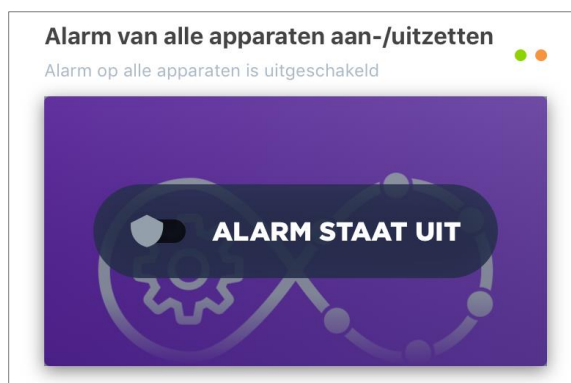 Alarm van alle apparaten aan-/uitzetten
Alarm op alle apparaten is uitgeschakeld
ALARM STAAT UIT